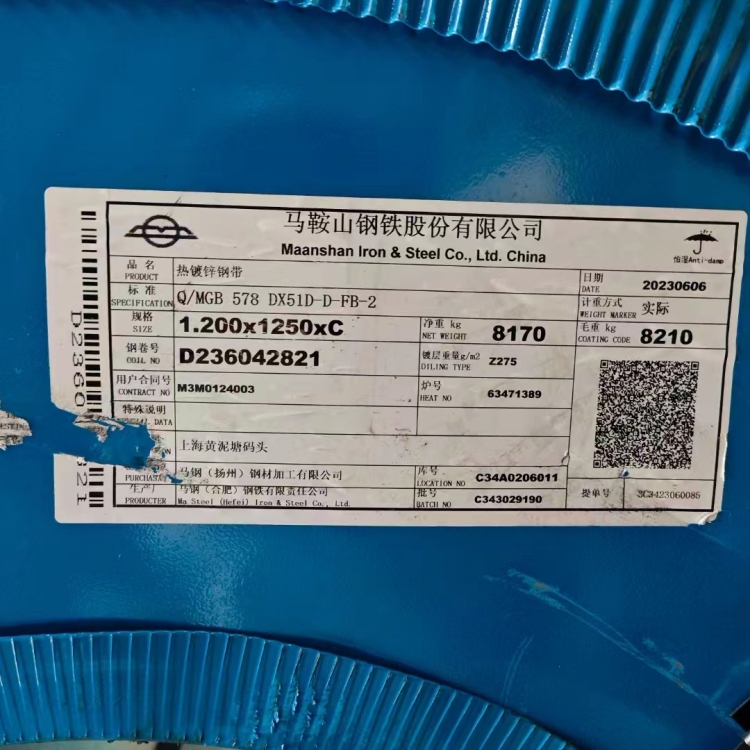 马鞍山钢铁股份有限公司
Maanshan Iron & Steel Co., Ltd. China
怕湿Anti-damp
品名 PRODUCT 热镀锌钢带
日期 DATE 20230606
标准 SPECIFICATION Q/MGB 578 DX51D-D-FB-2
计重方式 WEIGHT MARKER 实际
规格 SIZE 1.200x1250xC
净重 kg NET WEIGHT 8170
毛重 kg COATING CODE 8210
钢卷号 COIL NO D236042821
镀层重量g/m2 DILING TYPE Z275
用户合同号 CONTRACT NO M3M0124003
炉号 HEAT NO 63471389
特殊说明 DATA
上海黄泥塘码头
PURCHASA 马钢（扬州）钢材加工有限公司
库号 LOCATION NO C34A0206011
生产厂 PRODUCTER 马钢（合肥）钢铁有限责任公司
Ma Steel (Hefei) Iron & Steel Co., Ltd.
批号 BATCH NO C343029190
提单号 3C3423060085
D2360 821